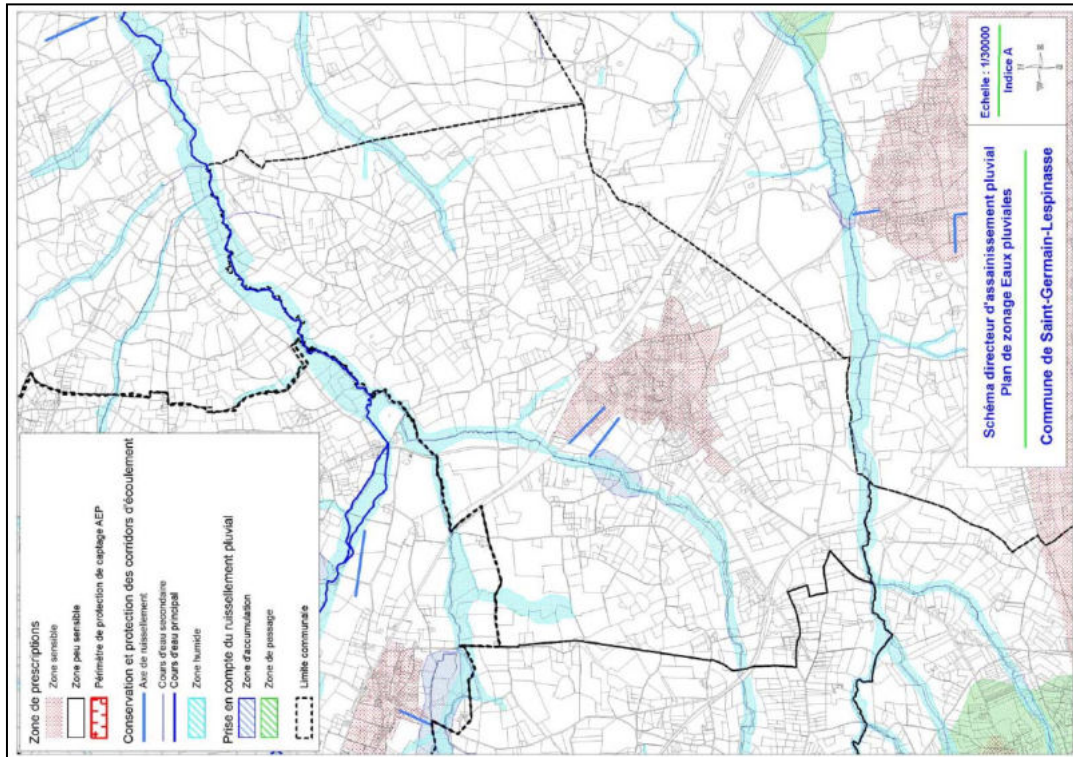 Zone de prescriptions
Zone sensible
Zone peu sensible
Périmètre de protection de captage AEP
Conservation et protection des corridors d'écoulement
Axe de ruissellement
Cours d'eau secondaire
Cours d'eau principal
Zone humide
Prise en compte du ruissellement pluvial
Zone d'accumulation
Zone de passage
Limite communale
Schéma directeur d'assainissement pluvial
Plan de zonage Eaux pluviales
Commune de Saint-Germain-Lespinasse
Echelle : 1/30000
Indice A